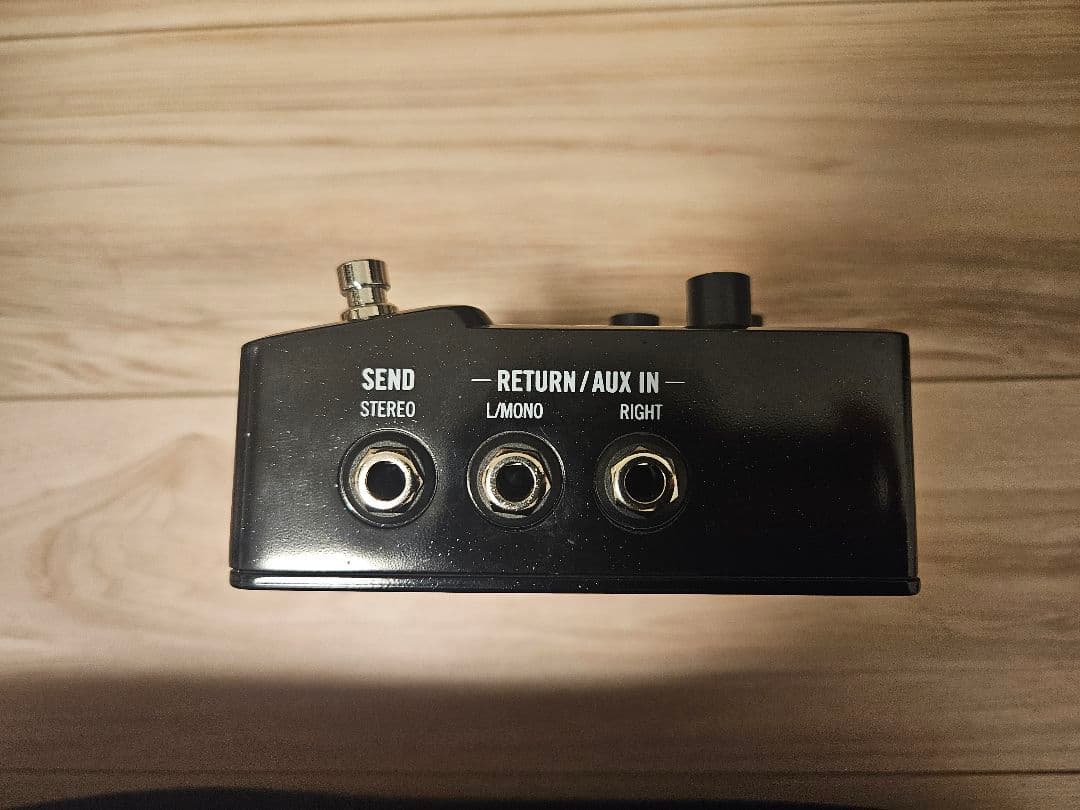 SEND — RETURN / AUX IN —
STEREO L/MONO RIGHT